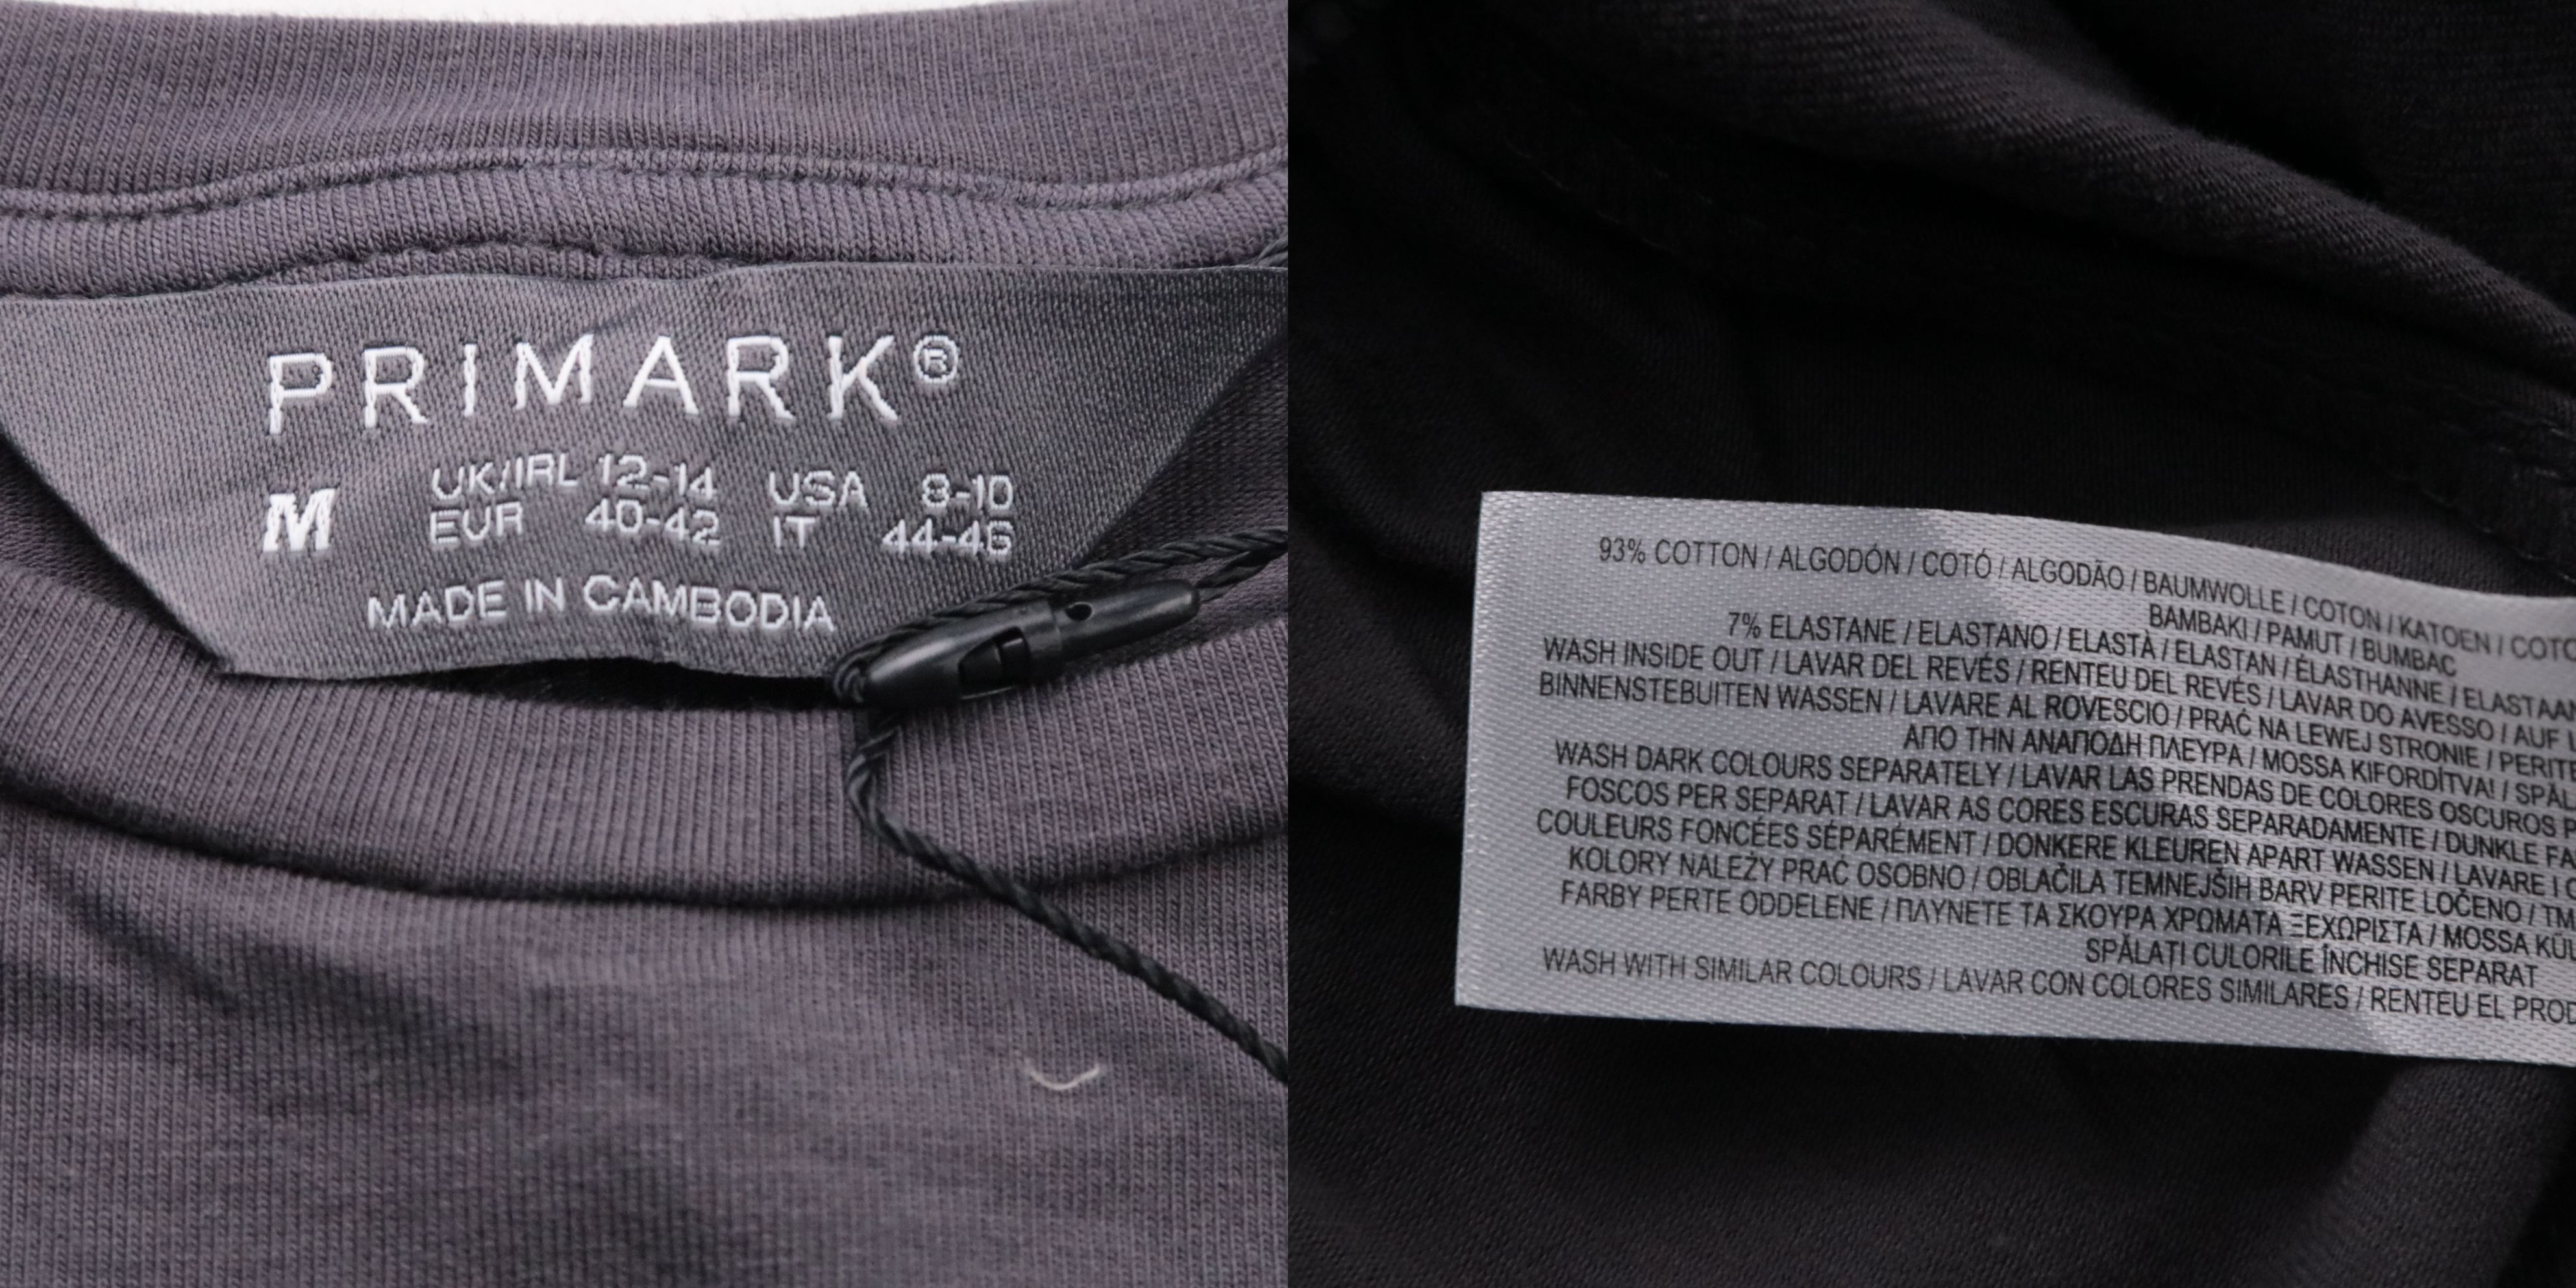 PRIMARK®
M UK/IRL 12-14 USA 8-10
EUR 40-42 IT 44-46
MADE IN CAMBODIA
93% COTTON / ALGODÓN / COTÓ / ALGODÃO / BAUMWOLLE / COTON / KATOEN / COTO
BAMBAKI / PAMUT / BUMBAC
7% ELASTANE / ELASTANO / ELASTÀ / ELASTAN / ÉLASTHANNE / ELASTAAN
WASH INSIDE OUT / LAVAR DEL REVÉS / RENTEU DEL REVÉS / LAVAR DO AVESSO / AUF
BINNENSTEBUITEN WASSEN / LAVARE AL ROVESCIO / PRAĆ NA LEWEJ STRONIE / PERITE
ΑΠΟ ΤΗΝ ΑΝΑΠΟΔΗ ΠΛΕΥΡΑ / MOSSA KIFORDÍTVA! / SPĂL
WASH DARK COLOURS SEPARATELY / LAVAR LAS PRENDAS DE COLORES OSCUROS
FOSCOS PER SEPARAT / LAVAR AS CORES ESCURAS SEPARADAMENTE / DUNKLE FA
COULEURS FONCÉES SÉPARÉMENT / DONKERE KLEUREN APART WASSEN / LAVARE I
KOLORY NALEŻY PRAĆ OSOBNO / OBLAČILA TEMNEJŠIH BARV PERITE LOČENO / TM
FARBY PERTE ODDELENE / ΠΛΥΝΕΤΕ ΤΑ ΣΚΟΥΡΑ ΧΡΩΜΑΤΑ ΞΕΧΩΡΙΣΤΑ / MOSSA KÜL
SPĂLAȚI CULORILE ÎNCHISE SEPARAT
WASH WITH SIMILAR COLOURS / LAVAR CON COLORES SIMILARES / RENTEU EL PROD